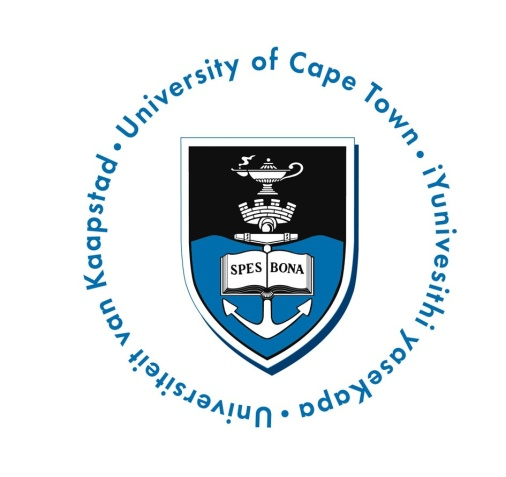 University of Cape Town • iYunivesithi yaseKapa • Universiteit van Kaapstad •
SPES BONA